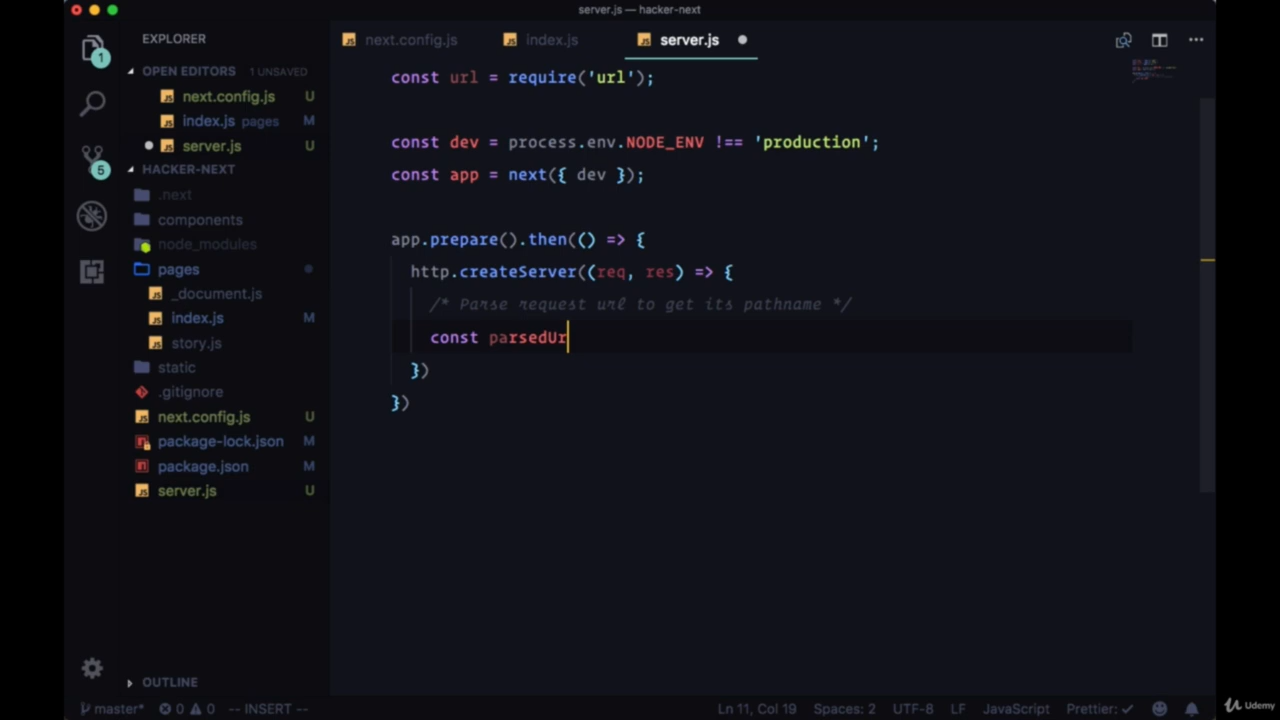 server.js — hacker-next
EXPLORER
next.config.js
index.js
server.js
OPEN EDITORS 1 UNSAVED
next.config.js U
index.js pages M
server.js U
HACKER-NEXT
.next
components
node_modules
pages
_document.js
index.js M
story.js
static
.gitignore
next.config.js U
package-lock.json M
package.json M
server.js U
OUTLINE
1
5
const url = require('url');
const dev = process.env.NODE_ENV !== 'production';
const app = next({ dev });
app.prepare().then(() => {
http.createServer((req, res) => {
/* Parse request url to get its pathname */
const parsedUr
})
})
master* 0 0 -- INSERT -- Ln 11, Col 19 Spaces: 2 UTF-8 LF JavaScript Prettier: ✓
Udemy